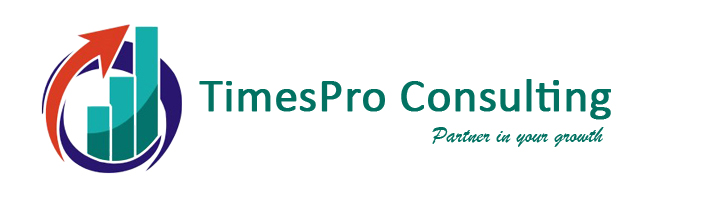 TimesPro Consulting
Partner in your growth